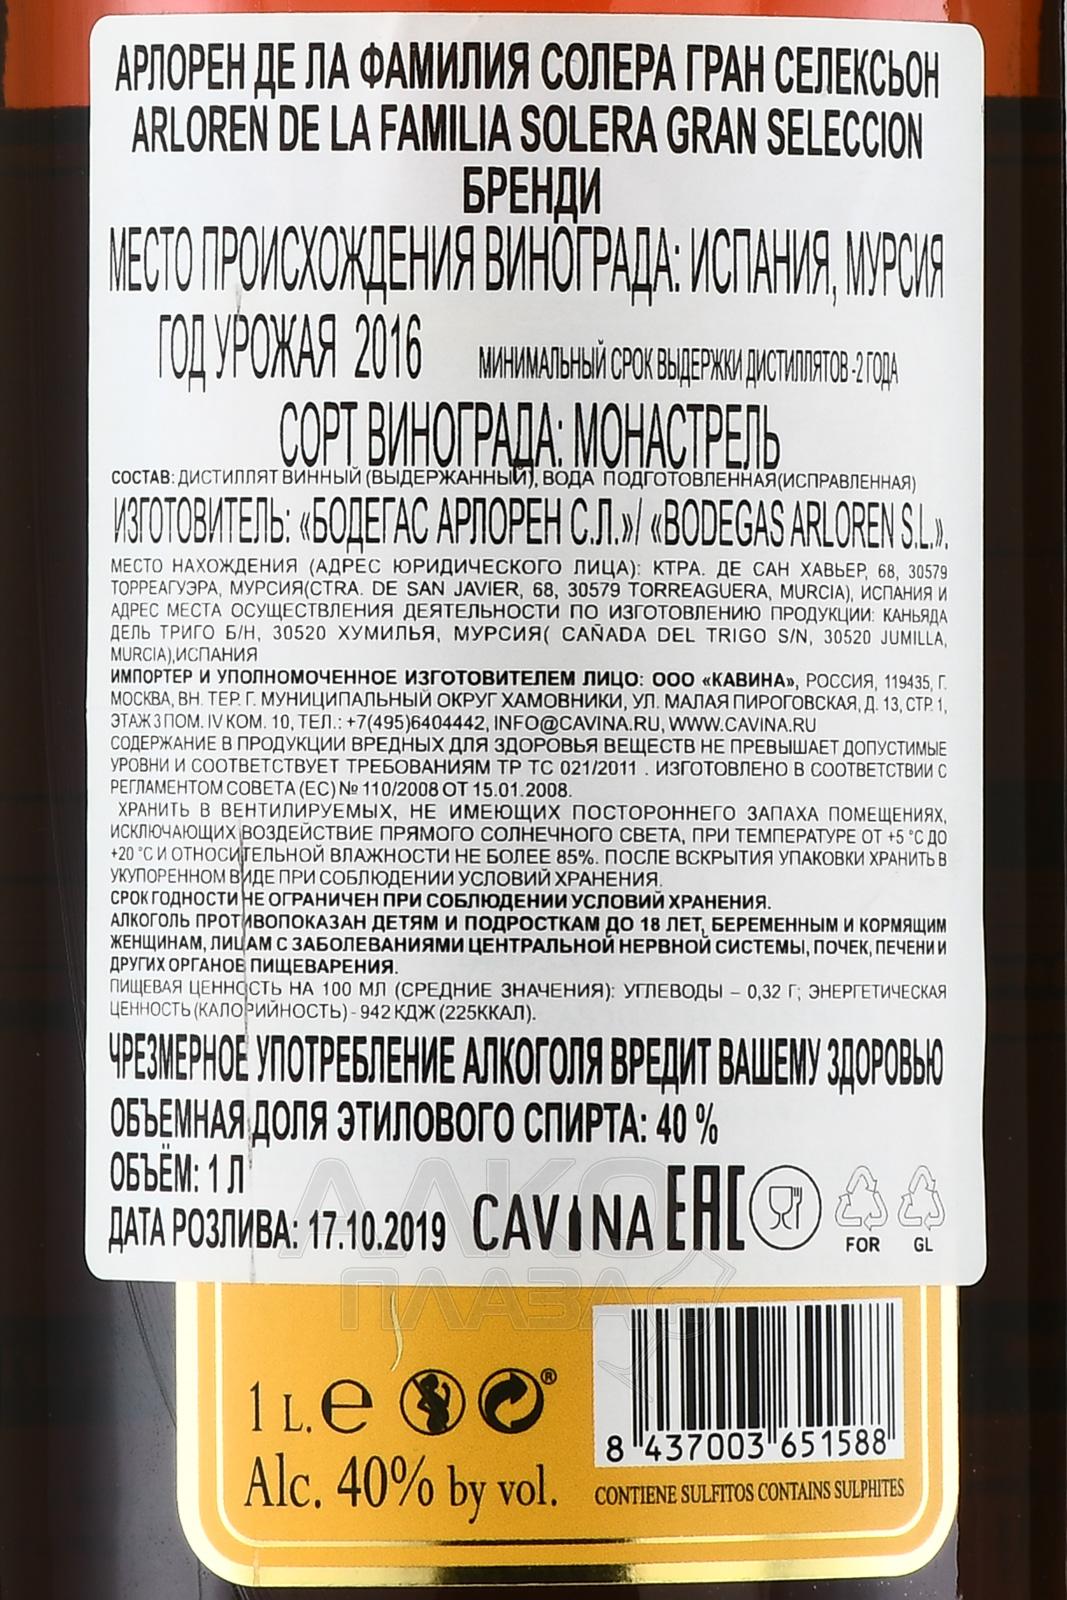 АРЛОРЕН ДЕ ЛА ФАМИЛИЯ СОЛЕРА ГРАН СЕЛЕКСЬОН
ARLOREN DE LA FAMILIA SOLERA GRAN SELECCION
БРЕНДИ
МЕСТО ПРОИСХОЖДЕНИЯ ВИНОГРАДА: ИСПАНИЯ, МУРСИЯ
ГОД УРОЖАЯ 2016 МИНИМАЛЬНЫЙ СРОК ВЫДЕРЖКИ ДИСТИЛЛЯТОВ -2 ГОДА
СОРТ ВИНОГРАДА: МОНАСТРЕЛЬ
СОСТАВ: ДИСТИЛЛЯТ ВИННЫЙ (ВЫДЕРЖАННЫЙ), ВОДА ПОДГОТОВЛЕННАЯ(ИСПРАВЛЕННАЯ)
ИЗГОТОВИТЕЛЬ: «БОДЕГАС АРЛОРЕН С.Л.»/ «BODEGAS ARLOREN S.L.».
МЕСТО НАХОЖДЕНИЯ (АДРЕС ЮРИДИЧЕСКОГО ЛИЦА): КТРА. ДЕ САН ХАВЬЕР, 68, 30579
ТОРРЕАГУЭРА, МУРСИЯ(CTRA. DE SAN JAVIER, 68, 30579 TORREAGUERA, MURCIA), ИСПАНИЯ И
АДРЕС МЕСТА ОСУЩЕСТВЛЕНИЯ ДЕЯТЕЛЬНОСТИ ПО ИЗГОТОВЛЕНИЮ ПРОДУКЦИИ: КАНЬЯДА
ДЕЛЬ ТРИГО Б/Н, 30520 ХУМИЛЬЯ, МУРСИЯ( CAÑADA DEL TRIGO S/N, 30520 JUMILLA,
MURCIA),ИСПАНИЯ
ИМПОРТЕР И УПОЛНОМОЧЕННОЕ ИЗГОТОВИТЕЛЕМ ЛИЦО: ООО «КАВИНА», РОССИЯ, 119435, Г.
МОСКВА, ВН. ТЕР. Г. МУНИЦИПАЛЬНЫЙ ОКРУГ ХАМОВНИКИ, УЛ. МАЛАЯ ПИРОГОВСКАЯ, Д. 13, СТР. 1,
ЭТАЖ 3 ПОМ. IV КОМ. 10, ТЕЛ.: +7(495)6404442, INFO@CAVINA.RU, WWW.CAVINA.RU
СОДЕРЖАНИЕ В ПРОДУКЦИИ ВРЕДНЫХ ДЛЯ ЗДОРОВЬЯ ВЕЩЕСТВ НЕ ПРЕВЫШАЕТ ДОПУСТИМЫЕ
УРОВНИ И СООТВЕТСТВУЕТ ТРЕБОВАНИЯМ ТР ТС 021/2011 . ИЗГОТОВЛЕНО В СООТВЕТСТВИИ С
РЕГЛАМЕНТОМ СОВЕТА (ЕС) № 110/2008 ОТ 15.01.2008.
ХРАНИТЬ В ВЕНТИЛИРУЕМЫХ, НЕ ИМЕЮЩИХ ПОСТОРОННЕГО ЗАПАХА ПОМЕЩЕНИЯХ,
ИСКЛЮЧАЮЩИХ ВОЗДЕЙСТВИЕ ПРЯМОГО СОЛНЕЧНОГО СВЕТА, ПРИ ТЕМПЕРАТУРЕ ОТ +5 °С ДО
+20 °С И ОТНОСИТЕЛЬНОЙ ВЛАЖНОСТИ НЕ БОЛЕЕ 85%. ПОСЛЕ ВСКРЫТИЯ УПАКОВКИ ХРАНИТЬ В
УКУПОРЕННОМ ВИДЕ ПРИ СОБЛЮДЕНИИ УСЛОВИЙ ХРАНЕНИЯ.
СРОК ГОДНОСТИ НЕ ОГРАНИЧЕН ПРИ СОБЛЮДЕНИИ УСЛОВИЙ ХРАНЕНИЯ.
АЛКОГОЛЬ ПРОТИВОПОКАЗАН ДЕТЯМ И ПОДРОСТКАМ ДО 18 ЛЕТ, БЕРЕМЕННЫМ И КОРМЯЩИМ
ЖЕНЩИНАМ, ЛИЦАМ С ЗАБОЛЕВАНИЯМИ ЦЕНТРАЛЬНОЙ НЕРВНОЙ СИСТЕМЫ, ПОЧЕК, ПЕЧЕНИ И
ДРУГИХ ОРГАНОВ ПИЩЕВАРЕНИЯ.
ПИЩЕВАЯ ЦЕННОСТЬ НА 100 МЛ (СРЕДНИЕ ЗНАЧЕНИЯ): УГЛЕВОДЫ – 0,32 Г; ЭНЕРГЕТИЧЕСКАЯ
ЦЕННОСТЬ (КАЛОРИЙНОСТЬ) - 942 КДЖ (225ККАЛ).
ЧРЕЗМЕРНОЕ УПОТРЕБЛЕНИЕ АЛКОГОЛЯ ВРЕДИТ ВАШЕМУ ЗДОРОВЬЮ
ОБЪЕМНАЯ ДОЛЯ ЭТИЛОВОГО СПИРТА: 40 %
ОБЪЁМ: 1 Л
ДАТА РОЗЛИВА: 17.10.2019 CAVINA EAC
FOR GL
АЛКО
ПЛАЗА
1 L. e ®
Alc. 40% by vol.
8 437003 651588
CONTIENE SULFITOS CONTAINS SULPHITES